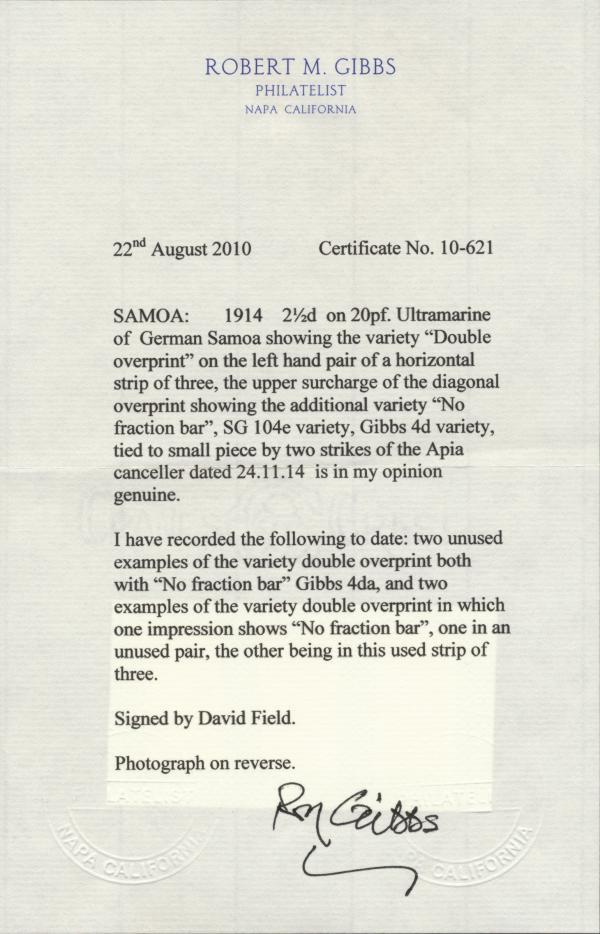 ROBERT M. GIBBS
PHILATELIST
NAPA CALIFORNIA
22nd August 2010 Certificate No. 10-621
SAMOA: 1914 2½d on 20pf. Ultramarine
of German Samoa showing the variety “Double
overprint” on the left hand pair of a horizontal
strip of three, the upper surcharge of the diagonal
overprint showing the additional variety “No
fraction bar”, SG 104e variety, Gibbs 4d variety,
tied to small piece by two strikes of the Apia
canceller dated 24.11.14 is in my opinion
genuine.
I have recorded the following to date: two unused
examples of the variety double overprint both
with “No fraction bar” Gibbs 4da, and two
examples of the variety double overprint in which
one impression shows “No fraction bar”, one in an
unused pair, the other being in this used strip of
three.
Signed by David Field.
Photograph on reverse.
Gibbs
NAPA CALIFORNIA
CALIFORNIA